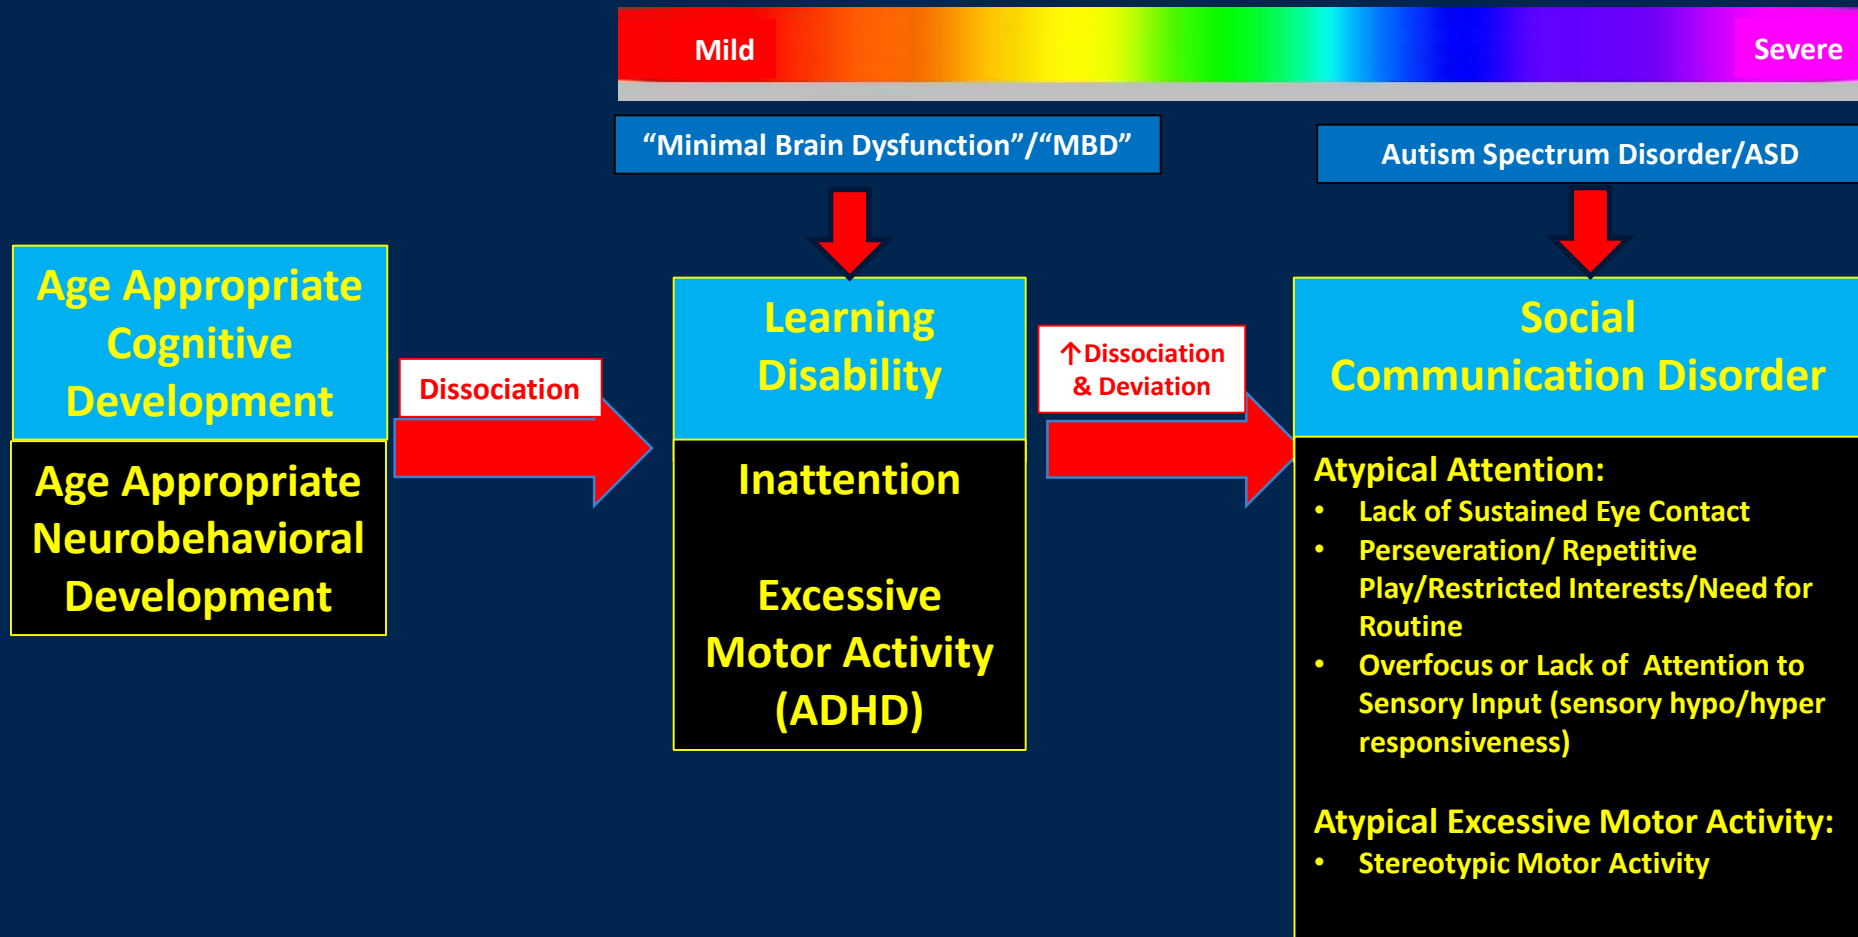 Mild
Severe
“Minimal Brain Dysfunction”/“MBD”
Autism Spectrum Disorder/ASD
Age Appropriate
Cognitive
Development
Age Appropriate
Neurobehavioral
Development
Dissociation
Learning
Disability
Inattention
Excessive
Motor Activity
(ADHD)
↑Dissociation
& Deviation
Social
Communication Disorder
Atypical Attention:
• Lack of Sustained Eye Contact
• Perseveration/ Repetitive
Play/Restricted Interests/Need for
Routine
• Overfocus or Lack of Attention to
Sensory Input (sensory hypo/hyper
responsiveness)
Atypical Excessive Motor Activity:
• Stereotypic Motor Activity